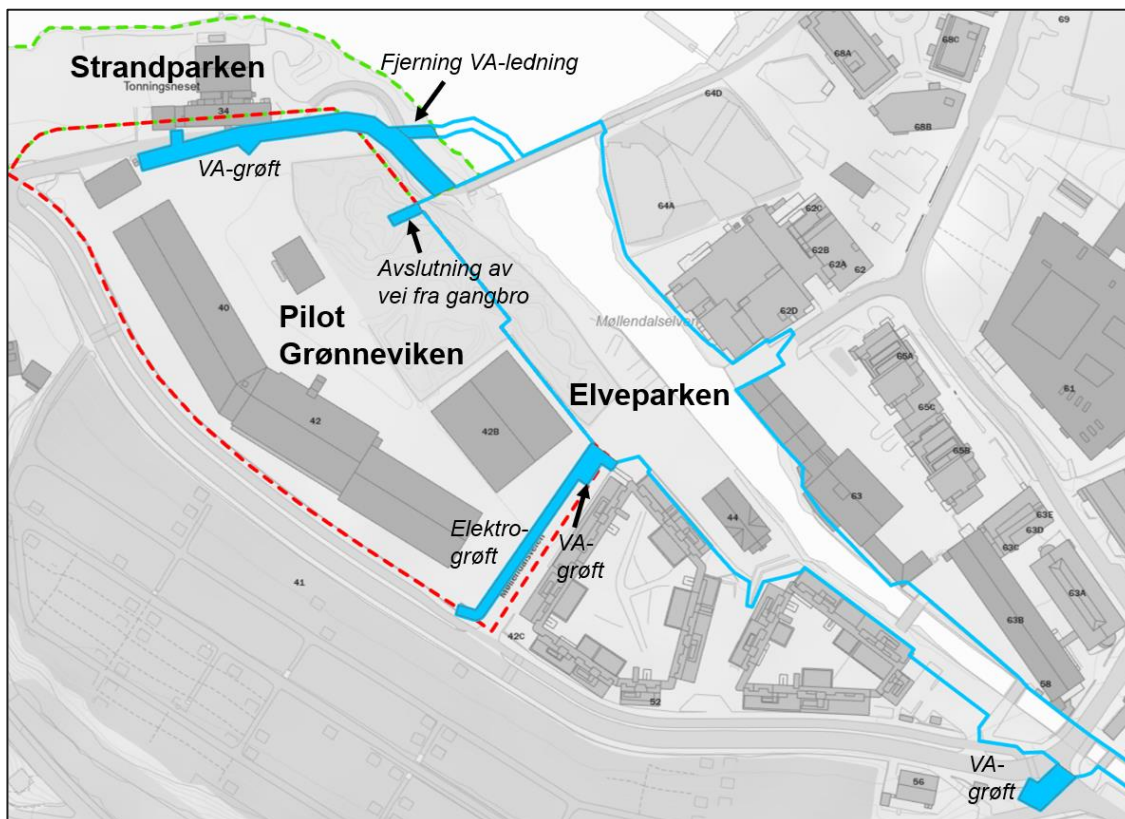 69
68A
68C
Strandparken
Tonningsneset
Fjerning VA-ledning
64D
34
68B
VA-grøft
64A
62C
62B
62A
62
Avslutning av
vei fra gangbro
40
Pilot
Grønneviken
62D
Møllendalselven
65A
61
65C
Elveparken
42
42B
65B
63
44
63E
63D
63C
Elektro-
grøft
VA-
grøft
Møllendalsveien
41
63A
63B
42C
58
52
56
VA-
grøft